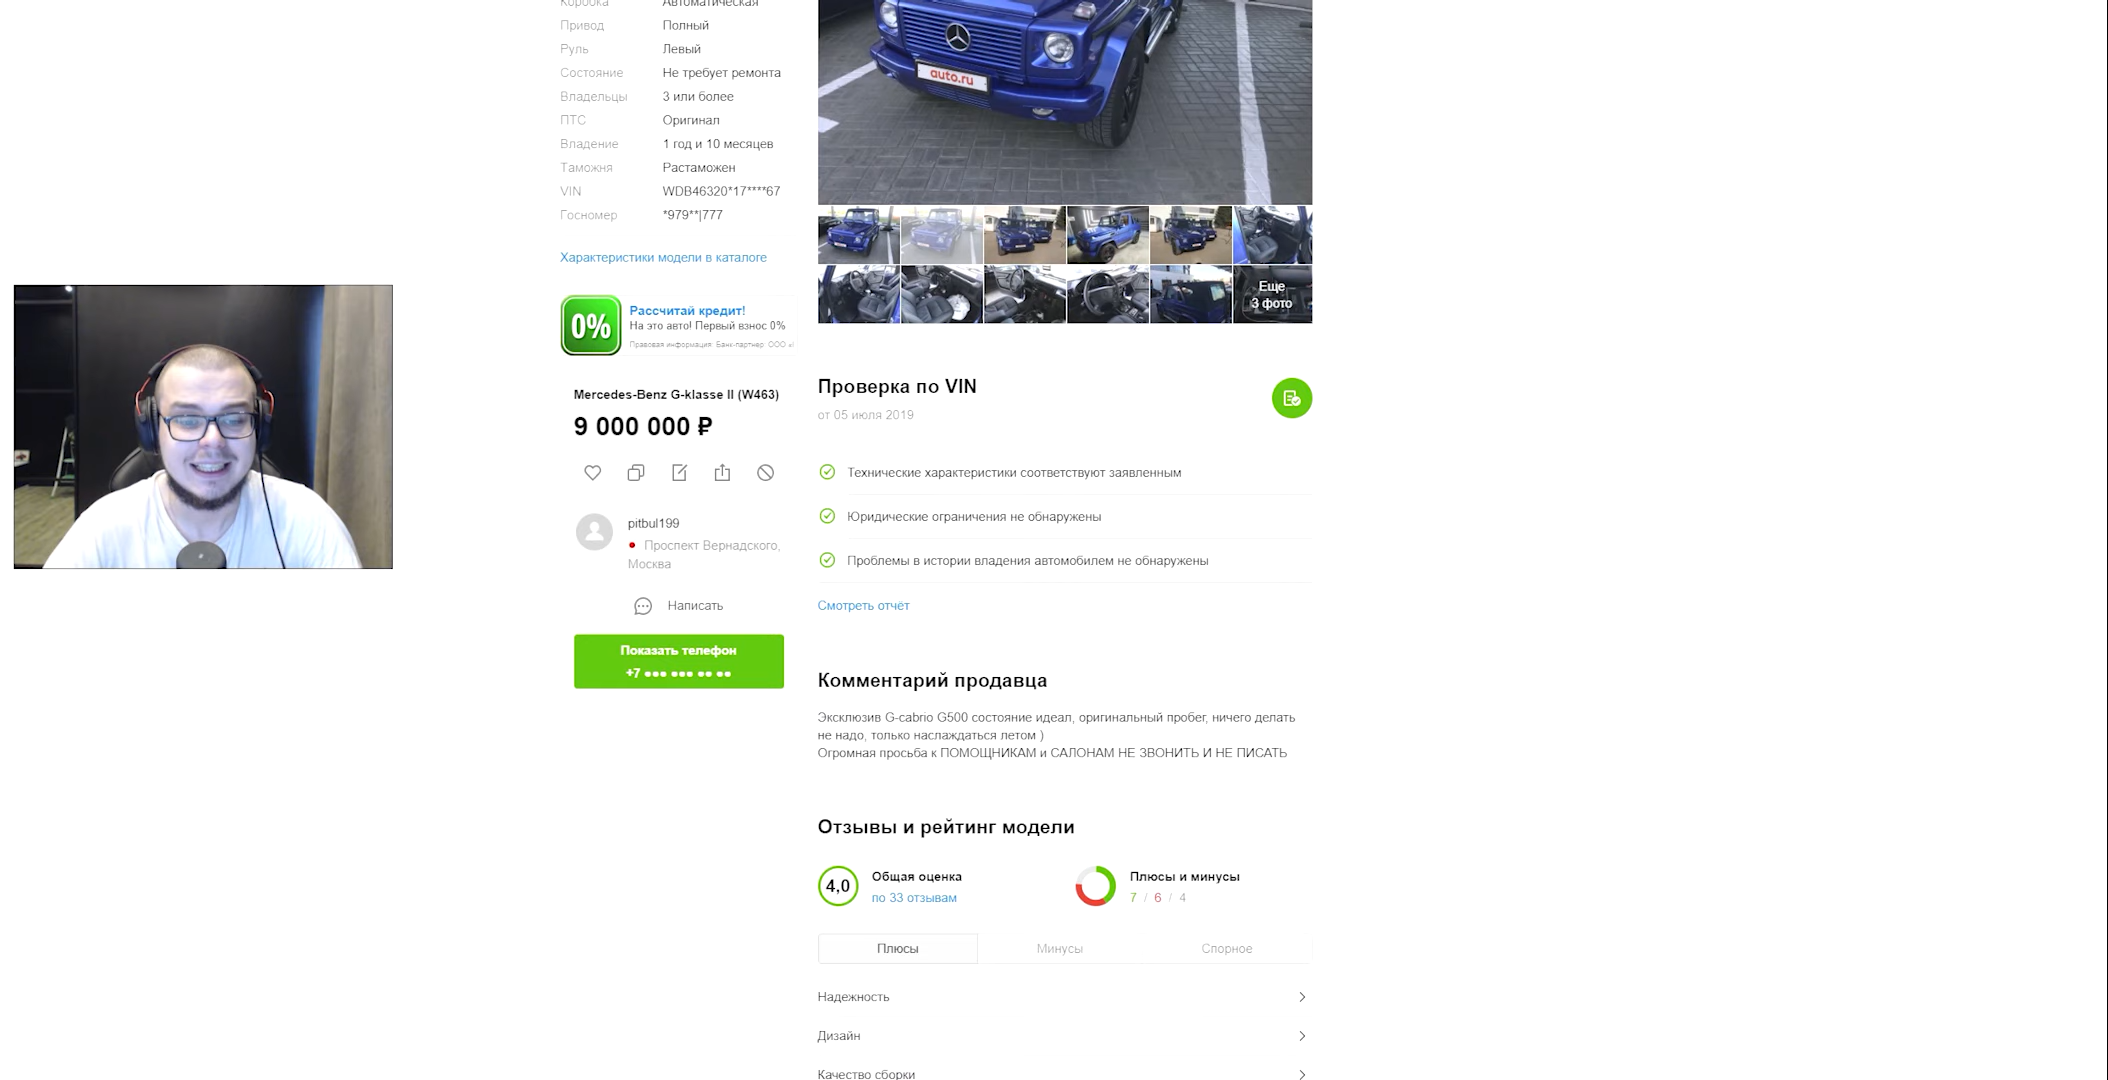 Коробка Автоматическая
Привод Полный
Руль Левый
Состояние Не требует ремонта
Владельцы 3 или более
ПТС Оригинал
Владение 1 год и 10 месяцев
Таможня Растаможен
VIN WDB46320*17****67
Госномер *979**|777
Характеристики модели в каталоге
0%
Рассчитай кредит!
На это авто! Первый взнос 0%
Правовая информация: Банк-партнер: ООО
Mercedes-Benz G-klasse II (W463)
9 000 000 ₽
pitbul199
Проспект Вернадского,
Москва
Написать
Показать телефон
+7 ••• ••• •• ••
auto.ru
Еще
3 фото
Проверка по VIN
от 05 июля 2019
Технические характеристики соответствуют заявленным
Юридические ограничения не обнаружены
Проблемы в истории владения автомобилем не обнаружены
Смотреть отчёт
Комментарий продавца
Эксклюзив G-cabrio G500 состояние идеал, оригинальный пробег, ничего делать
не надо, только наслаждаться летом )
Огромная просьба к ПОМОЩНИКАМ и САЛОНАМ НЕ ЗВОНИТЬ И НЕ ПИСАТЬ
Отзывы и рейтинг модели
4,0
Общая оценка
по 33 отзывам
Плюсы и минусы
7 / 6 / 4
Плюсы Минусы Спорное
Надежность
Дизайн
Качество сборки